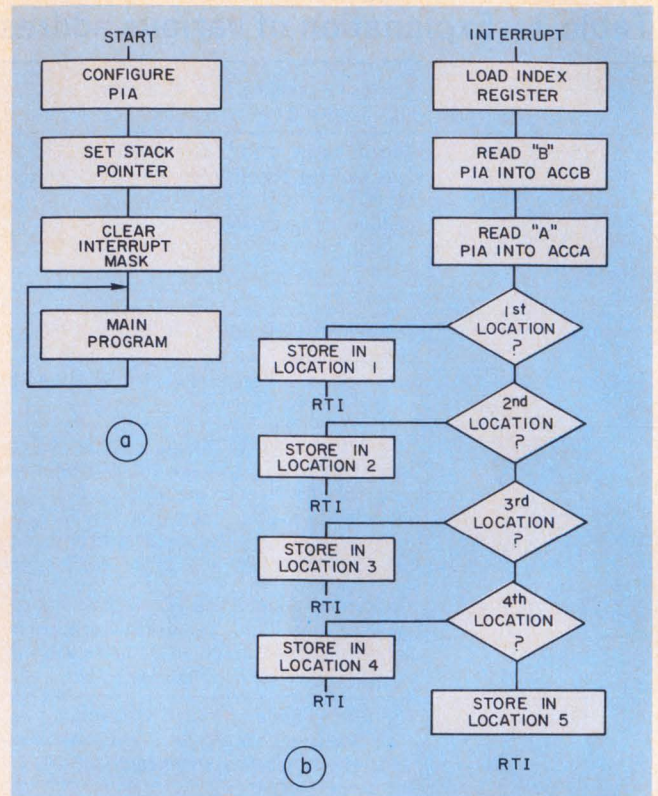 START
CONFIGURE
PIA
SET STACK
POINTER
CLEAR
INTERRUPT
MASK
MAIN
PROGRAM
a
INTERRUPT
LOAD INDEX
REGISTER
READ "B"
PIA INTO ACCB
READ "A"
PIA INTO ACCA
1st
LOCATION
?
STORE IN
LOCATION 1
RTI
2nd
LOCATION
?
STORE IN
LOCATION 2
RTI
3rd
LOCATION
?
STORE IN
LOCATION 3
RTI
4th
LOCATION
?
STORE IN
LOCATION 4
RTI
STORE IN
LOCATION 5
RTI
b